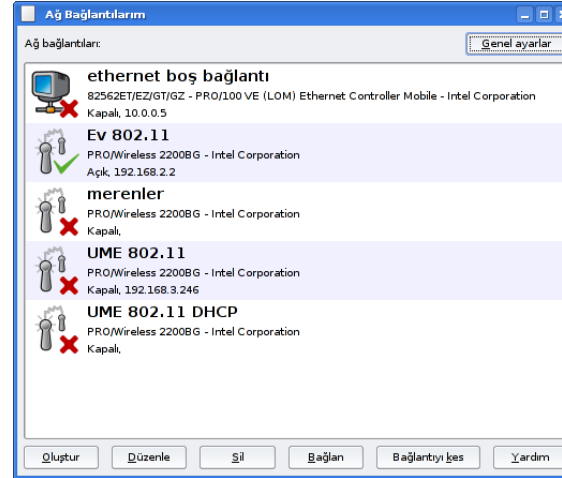 Ağ Bağlantılarım
Ağ bağlantıları:
Genel ayarlar
ethernet boş bağlantı
82562ET/EZ/GT/GZ - PRO/100 VE (LOM) Ethernet Controller Mobile - Intel Corporation
Kapalı, 10.0.0.5
Ev 802.11
PRO/Wireless 2200BG - Intel Corporation
Açık, 192.168.2.2
merenler
PRO/Wireless 2200BG - Intel Corporation
Kapalı,
UME 802.11
PRO/Wireless 2200BG - Intel Corporation
Kapalı, 192.168.3.246
UME 802.11 DHCP
PRO/Wireless 2200BG - Intel Corporation
Kapalı,
Oluştur Düzenle Sil Bağlan Bağlantıyı kes Yardım